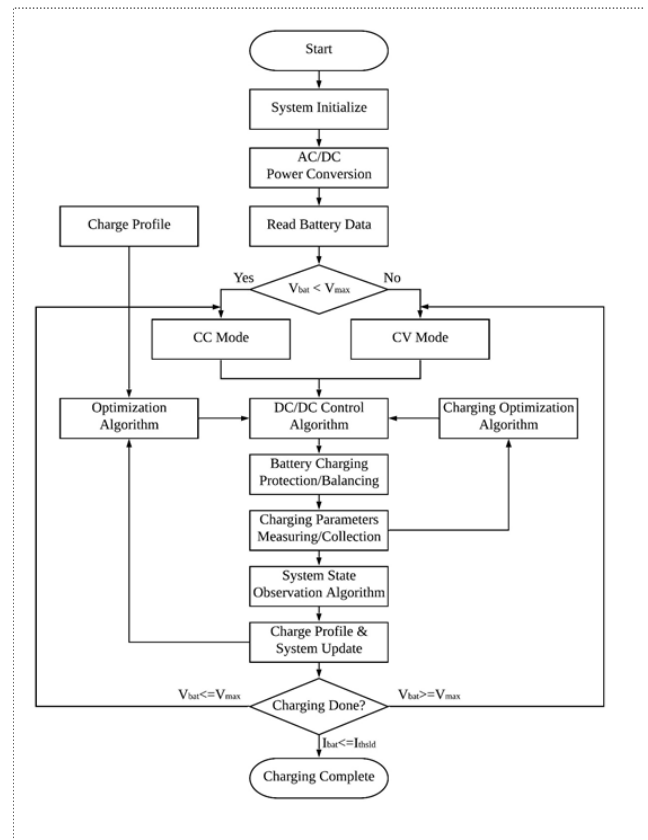 Start
System Initialize
AC/DC
Power Conversion
Charge Profile
Read Battery Data
Yes
No
Vbat < Vmax
CC Mode
CV Mode
Optimization
Algorithm
DC/DC Control
Algorithm
Charging Optimization
Algorithm
Battery Charging
Protection/Balancing
Charging Parameters
Measuring/Collection
System State
Observation Algorithm
Charge Profile &
System Update
Vbat<=Vmax
Charging Done?
Vbat>=Vmax
Ibat<=Ithsld
Charging Complete